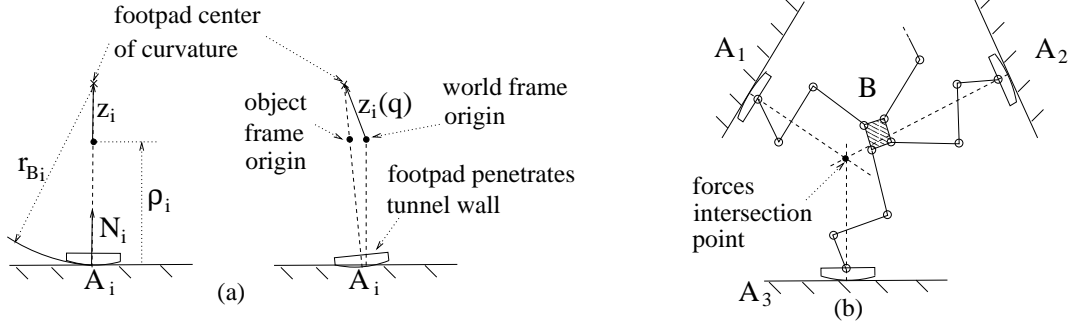 footpad center
of curvature
z_i
object
frame
origin
z_i(q)
world frame
origin
r_{B_i}
ρ_i
N_i
footpad penetrates
tunnel wall
A_i
A_i
(a)
A_1
A_2
B
forces
intersection
point
A_3
(b)